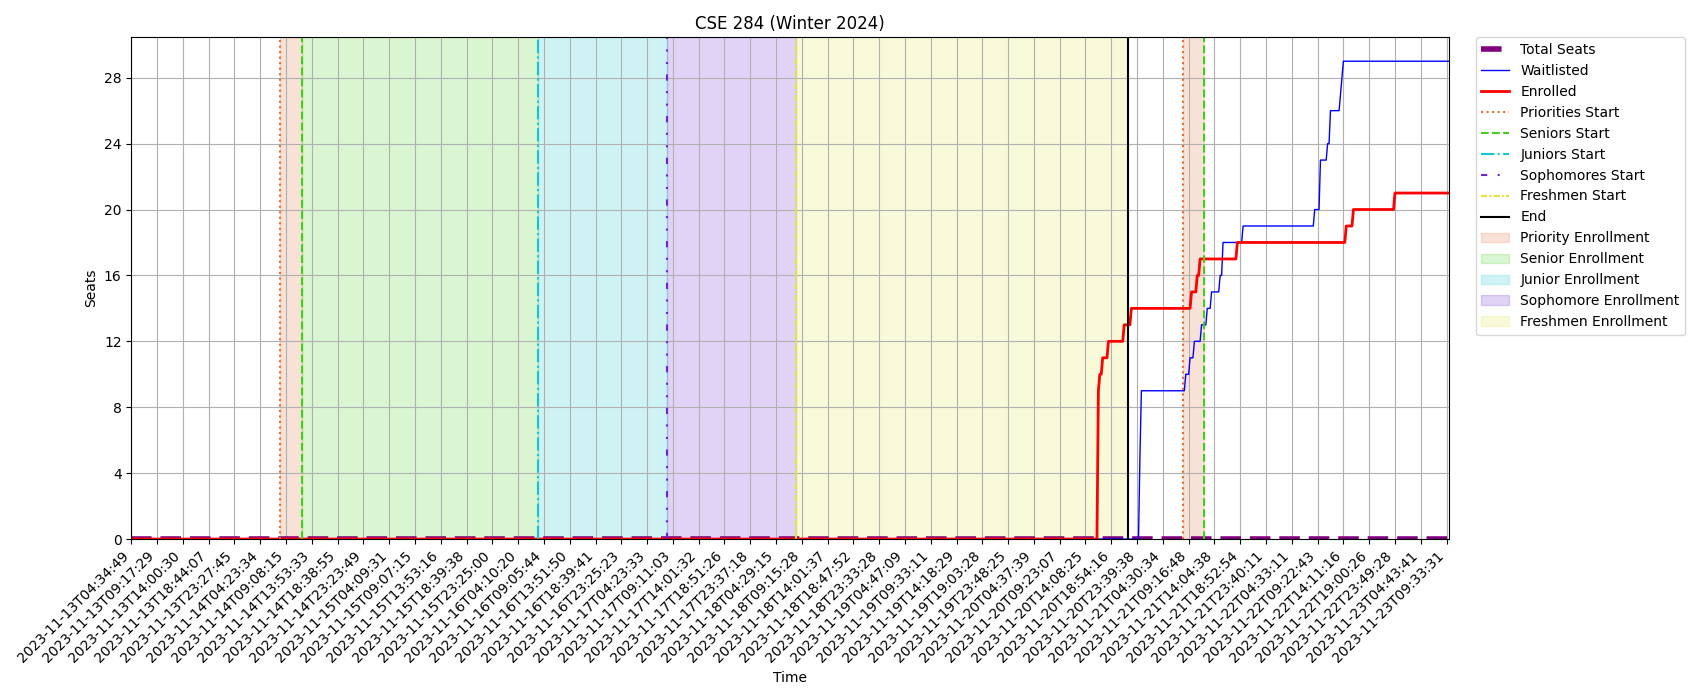 CSE 284 (Winter 2024)
Seats
28
24
20
16
12
8
4
0
2023-11-13T04:34:49
2023-11-13T09:17:29
2023-11-13T14:00:30
2023-11-13T18:44:07
2023-11-13T23:27:45
2023-11-14T04:23:34
2023-11-14T09:08:15
2023-11-14T13:53:33
2023-11-14T18:38:55
2023-11-14T23:23:49
2023-11-15T04:09:31
2023-11-15T09:07:15
2023-11-15T13:53:16
2023-11-15T18:39:38
2023-11-15T23:25:00
2023-11-16T04:10:20
2023-11-16T09:05:44
2023-11-16T13:51:50
2023-11-16T18:39:41
2023-11-16T23:25:23
2023-11-17T04:23:33
2023-11-17T09:11:03
2023-11-17T14:01:32
2023-11-17T18:51:26
2023-11-17T23:37:18
2023-11-18T04:29:15
2023-11-18T09:15:28
2023-11-18T14:01:37
2023-11-18T18:47:52
2023-11-18T23:33:28
2023-11-19T04:47:09
2023-11-19T09:33:11
2023-11-19T14:18:29
2023-11-19T19:03:28
2023-11-19T23:48:25
2023-11-20T04:37:39
2023-11-20T09:23:07
2023-11-20T14:08:25
2023-11-20T18:54:16
2023-11-20T23:39:38
2023-11-21T04:30:34
2023-11-21T09:16:48
2023-11-21T14:04:38
2023-11-21T18:52:54
2023-11-21T23:40:11
2023-11-22T04:33:11
2023-11-22T09:22:43
2023-11-22T14:11:16
2023-11-22T19:00:26
2023-11-22T23:49:28
2023-11-23T04:43:41
2023-11-23T09:33:31
Time
Total Seats
Waitlisted
Enrolled
Priorities Start
Seniors Start
Juniors Start
Sophomores Start
Freshmen Start
End
Priority Enrollment
Senior Enrollment
Junior Enrollment
Sophomore Enrollment
Freshmen Enrollment